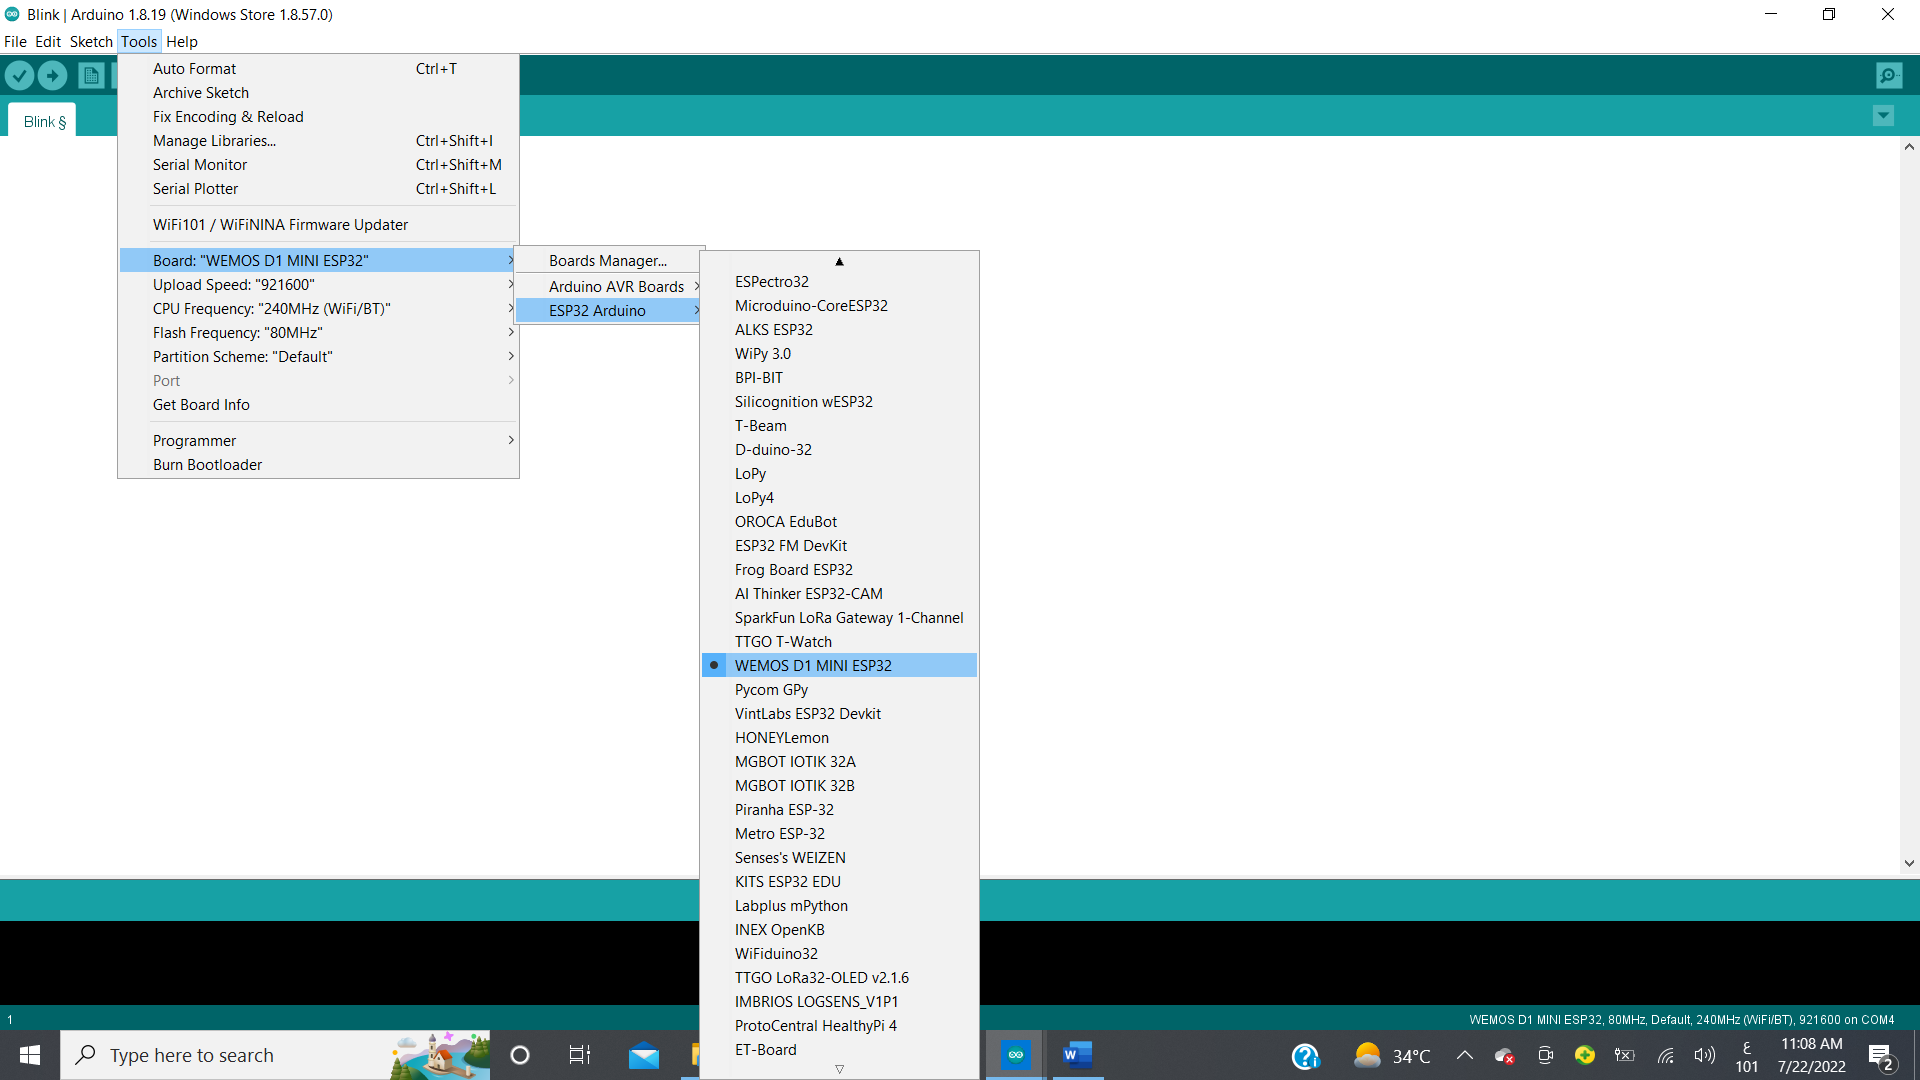 Blink | Arduino 1.8.19 (Windows Store 1.8.57.0)
File Edit Sketch Tools Help
Blink §
Auto Format Ctrl+T
Archive Sketch
Fix Encoding & Reload
Manage Libraries... Ctrl+Shift+I
Serial Monitor Ctrl+Shift+M
Serial Plotter Ctrl+Shift+L
WiFi101 / WiFiNINA Firmware Updater
Board: "WEMOS D1 MINI ESP32"
Upload Speed: "921600"
CPU Frequency: "240MHz (WiFi/BT)"
Flash Frequency: "80MHz"
Partition Scheme: "Default"
Port
Get Board Info
Programmer
Burn Bootloader
Boards Manager...
Arduino AVR Boards
ESP32 Arduino
ESPectro32
Microduino-CoreESP32
ALKS ESP32
WiPy 3.0
BPI-BIT
Silicognition wESP32
T-Beam
D-duino-32
LoPy
LoPy4
OROCA EduBot
ESP32 FM DevKit
Frog Board ESP32
AI Thinker ESP32-CAM
SparkFun LoRa Gateway 1-Channel
TTGO T-Watch
WEMOS D1 MINI ESP32
Pycom GPy
VintLabs ESP32 Devkit
HONEYLemon
MGBOT IOTIK 32A
MGBOT IOTIK 32B
Piranha ESP-32
Metro ESP-32
Senses's WEIZEN
KITS ESP32 EDU
Labplus mPython
INEX OpenKB
WiFiduino32
TTGO LoRa32-OLED v2.1.6
IMBRIOS LOGSENS_V1P1
ProtoCentral HealthyPi 4
ET-Board
1
WEMOS D1 MINI ESP32, 80MHz, Default, 240MHz (WiFi/BT), 921600 on COM4
Type here to search
34°C
ع
101
11:08 AM
7/22/2022
2